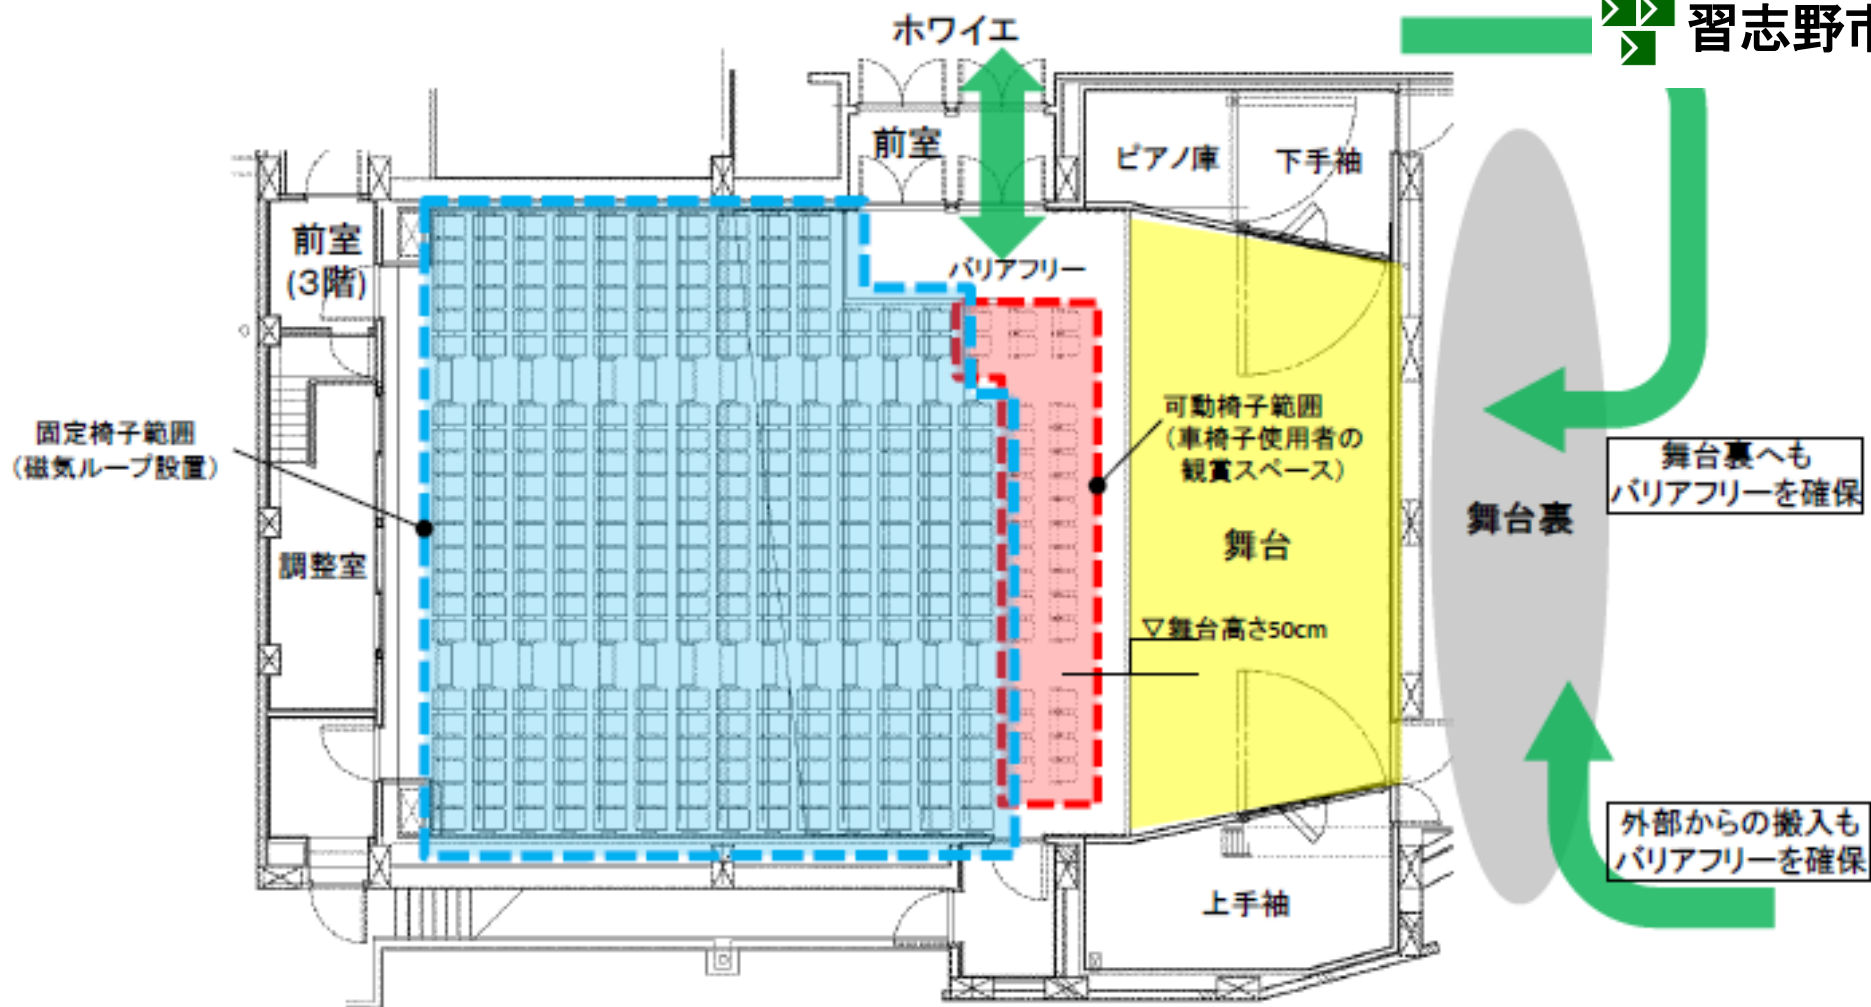 ホワイエ
習志野市
前室
ピアノ庫
下手袖
前室
(3階)
バリアフリー
固定椅子範囲
（磁気ループ設置）
可動椅子範囲
（車椅子使用者の
観賞スペース）
舞台裏へも
バリアフリーを確保
舞台裏
舞台
調整室
▽舞台高さ50cm
外部からの搬入も
バリアフリーを確保
上手袖